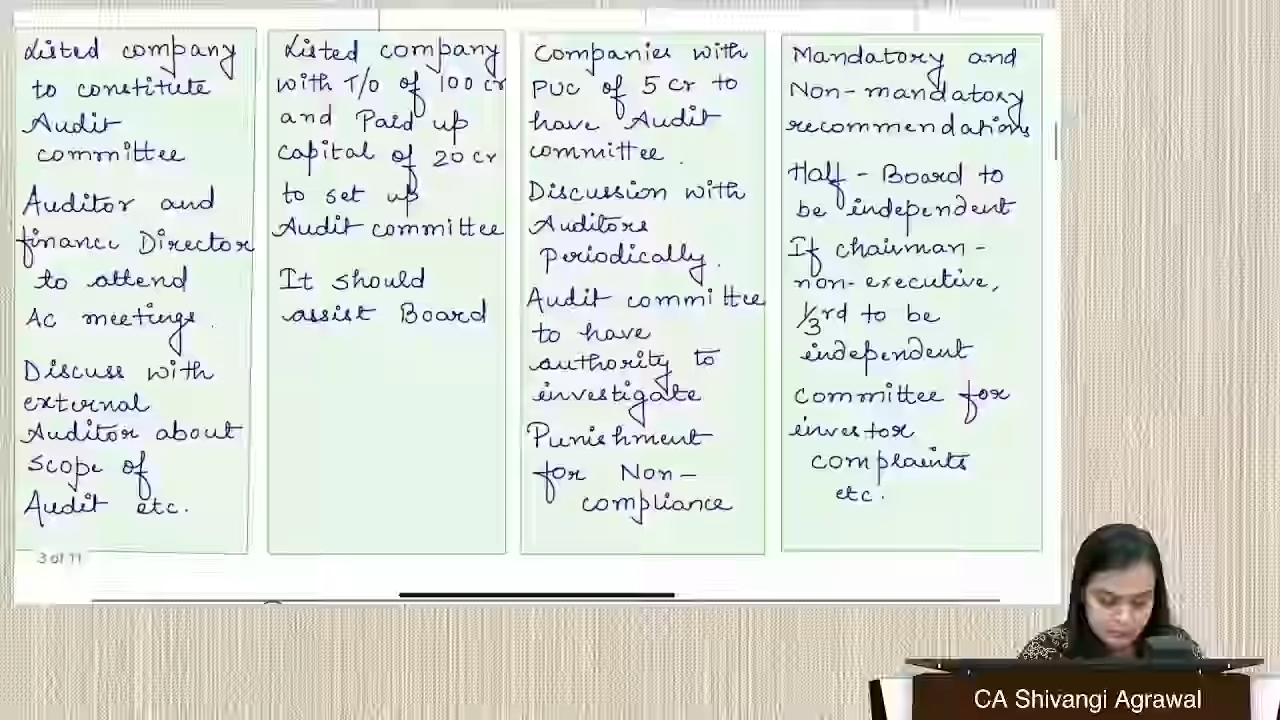 Listed company
to constitute
Audit
committee
Auditor and
finance Director
to attend
AC meetings.
Discuss with
external
Auditor about
scope of
Audit etc.
Listed company
with T/O of 100 cr
and Paid up
capital of 20 cr
to set up
Audit committee
It should
assist Board
Companies with
PUC of 5 cr to
have Audit
committee.
Discussion with
Auditors
Periodically.
Audit committee
to have
authority to
investigate
Punishment
for Non-
compliance
Mandatory and
Non-mandatory
recommendations
Half-Board to
be independent
If chairman-
non-executive,
1/3rd to be
independent
committee for
investor
complaints
etc.
3 of 11
CA Shivangi Agrawal